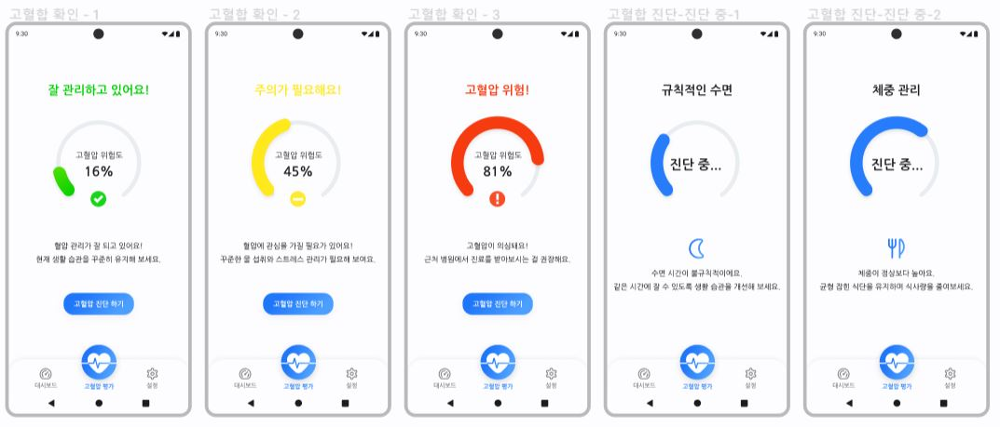 고혈압 확인 - 1
9:30
잘 관리하고 있어요!
고혈압 위험도
16%
혈압 관리가 잘 되고 있어요!
현재 생활 습관을 꾸준히 유지해 보세요.
고혈압 진단 하기
대시보드
고혈압 평가
설정
고혈압 확인 - 2
9:30
주의가 필요해요!
고혈압 위험도
45%
혈압에 관심을 가질 필요가 있어요!
꾸준한 물 섭취와 스트레스 관리가 필요해 보여요.
고혈압 진단 하기
대시보드
고혈압 평가
설정
고혈압 확인 - 3
9:30
고혈압 위험!
고혈압 위험도
81%
고혈압이 의심돼요!
근처 병원에서 진료를 받아보시는 걸 권장해요.
고혈압 진단 하기
대시보드
고혈압 평가
설정
고혈압 진단-진단 중-1
9:30
규칙적인 수면
진단 중...
수면 시간이 불규칙적이에요.
같은 시간에 잘 수 있도록 생활 습관을 개선해 보세요.
대시보드
고혈압 평가
설정
고혈압 진단-진단 중-2
9:30
체중 관리
진단 중...
체중이 정상보다 높아요.
균형 잡힌 식단을 유지하며 식사량을 줄여보세요.
대시보드
고혈압 평가
설정